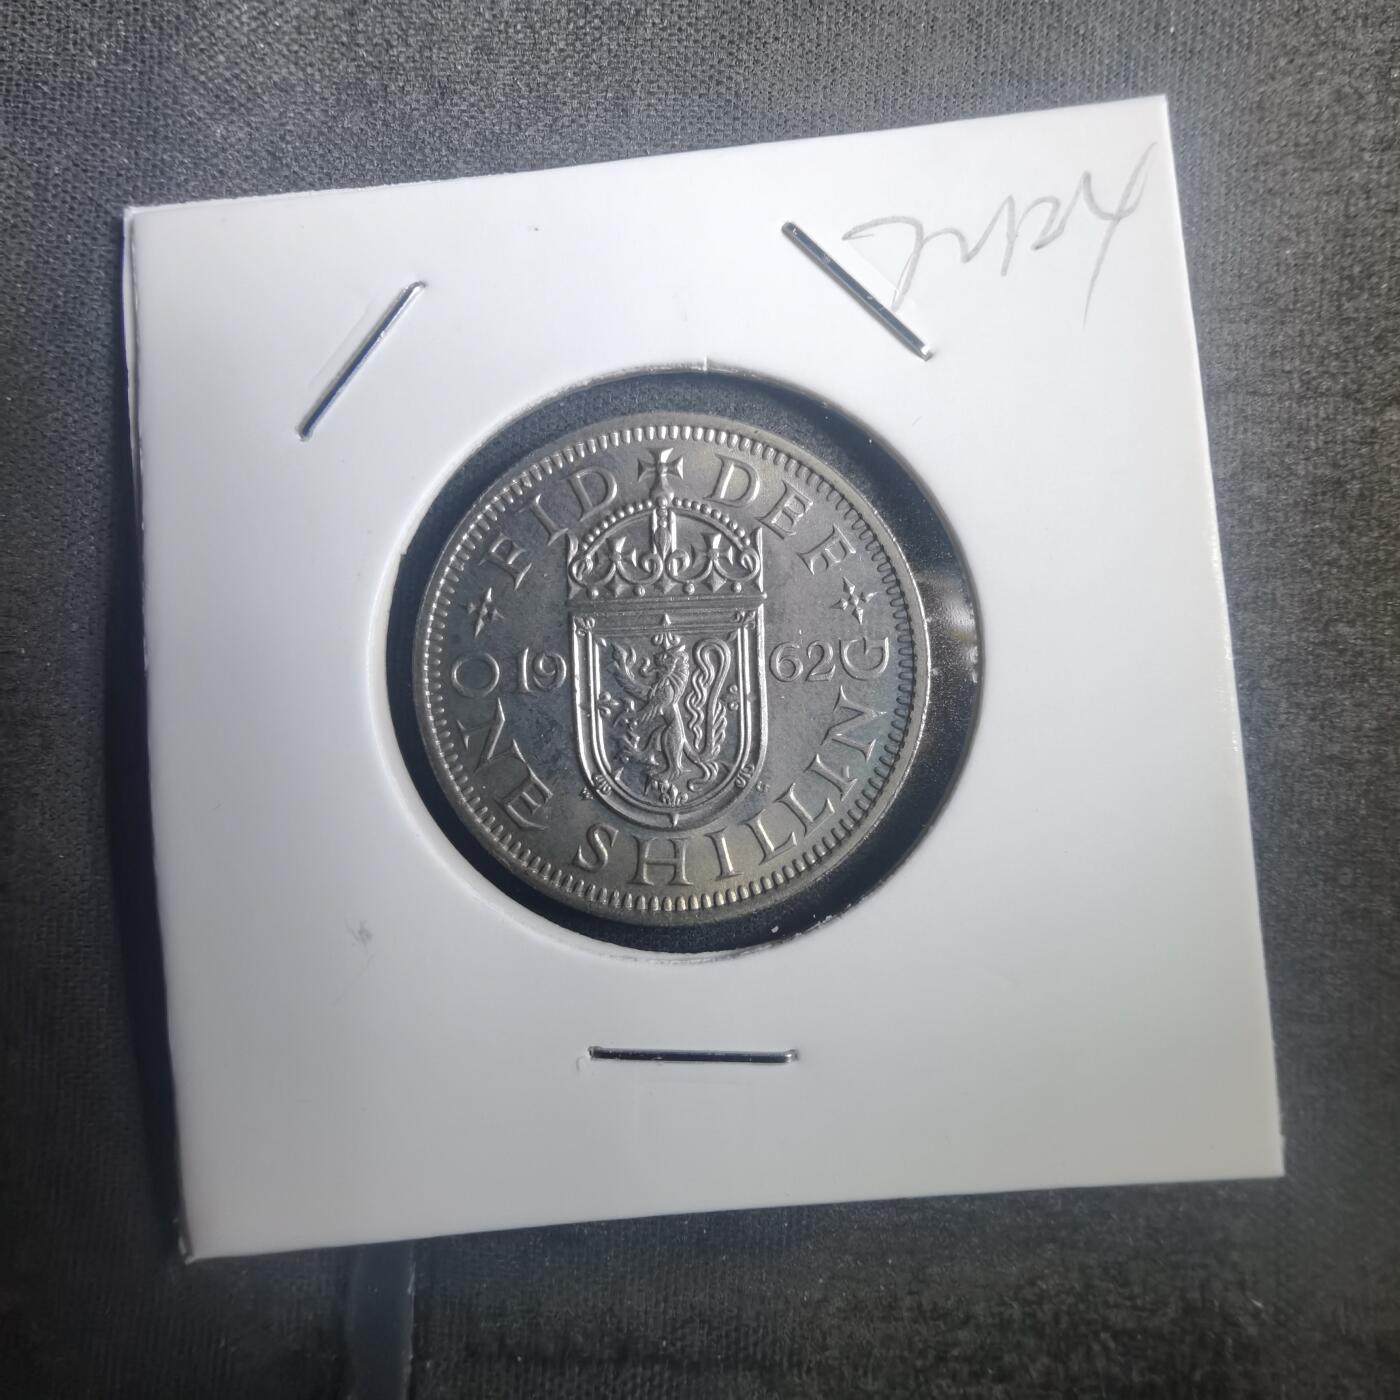 FID DEF
19 62
ONE SHILLING